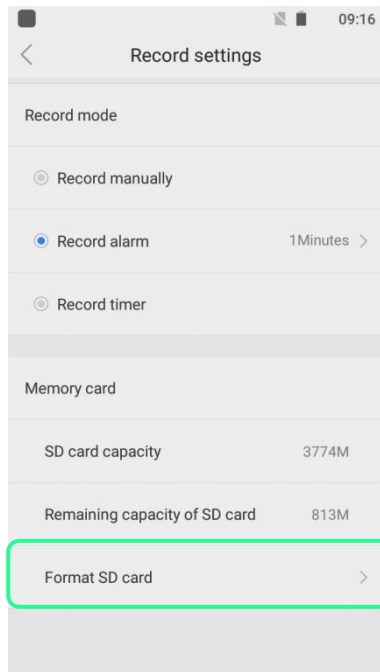 09:16
Record settings
Record mode
Record manually
Record alarm 1Minutes
Record timer
Memory card
SD card capacity 3774M
Remaining capacity of SD card 813M
Format SD card